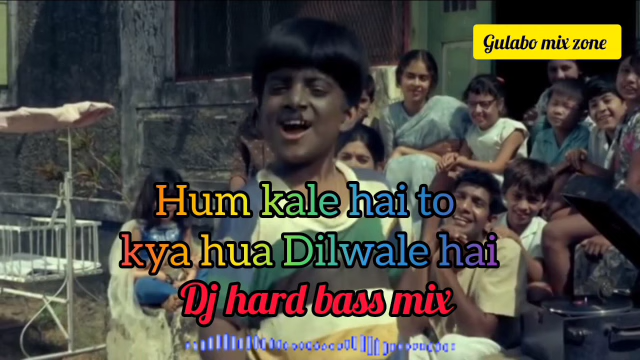 Gulabo mix zone
Hum kale hai to
kya hua Dilwale hai
Dj hard bass mix